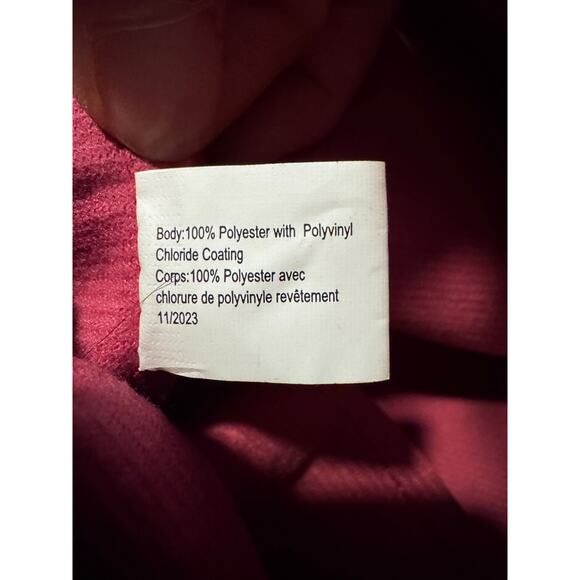 Body:100% Polyester with Polyvinyl
Chloride Coating
Corps:100% Polyester avec
chlorure de polyvinyle revêtement
11/2023